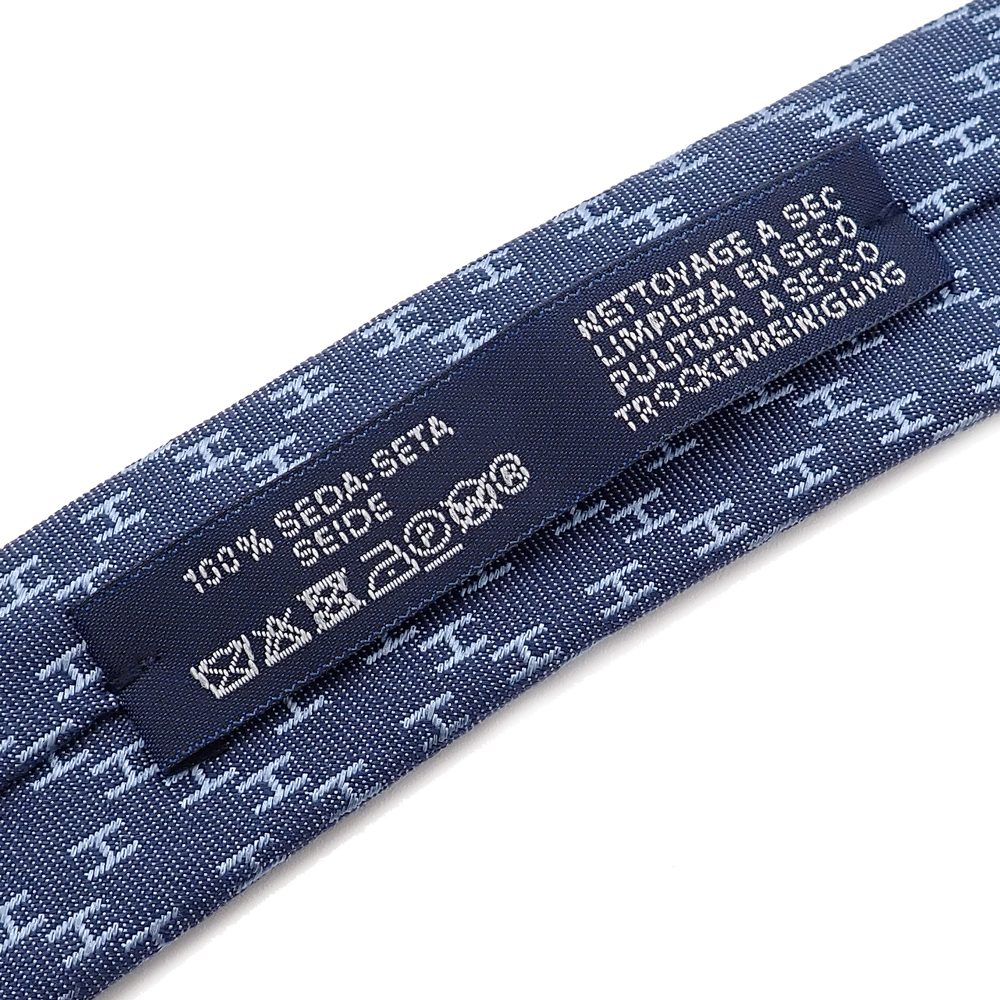 100% SEDA-SETA
SEIDE
P
NETTOYAGE A SEC
LIMPIEZA EN SECO
PULITURA A SECCO
TROCKENREINIGUNG